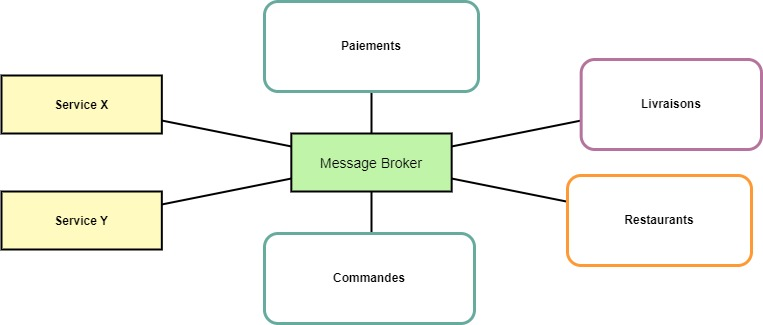 Paiements
Service X
Livraisons
Message Broker
Service Y
Restaurants
Commandes